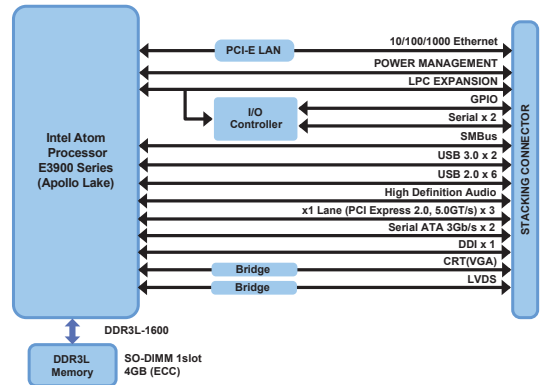 10/100/1000 Ethernet
PCI-E LAN
POWER MANAGEMENT
LPC EXPANSION
GPIO
I/O
Controller
Serial x 2
SMBus
Intel Atom
Processor
E3900 Series
(Apollo Lake)
USB 3.0 x 2
USB 2.0 x 6
High Definition Audio
x1 Lane (PCI Express 2.0, 5.0GT/s) x 3
Serial ATA 3Gb/s x 2
DDI x 1
CRT(VGA)
Bridge
LVDS
Bridge
STACKING CONNECTOR
DDR3L-1600
DDR3L
Memory
SO-DIMM 1slot
4GB (ECC)